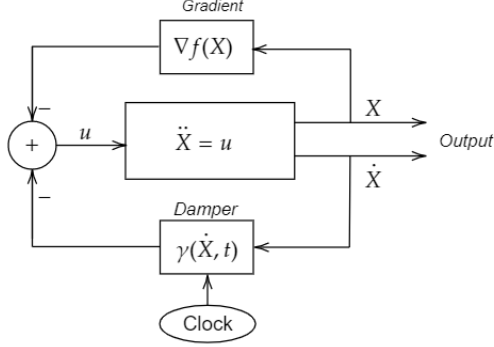 Gradient
∇f(X)
−
X
+
u
Ẍ = u
Output
Ẋ
−
Damper
γ(Ẋ, t)
Clock